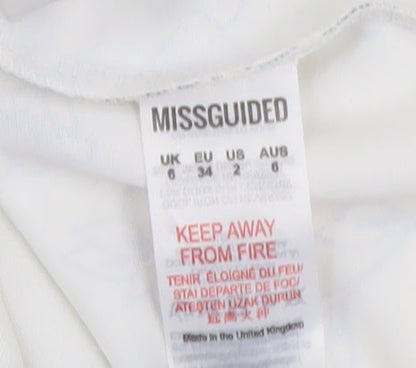 MISSGUIDED
UK EU US AUS
6 34 2 6
KEEP AWAY
FROM FIRE
TENIR ÉLOIGNÉ DU FEU/
STAI DEPARTE DE FOC/
ATESTEN UZAK DURUN
远离火种
Made in the United Kingdom